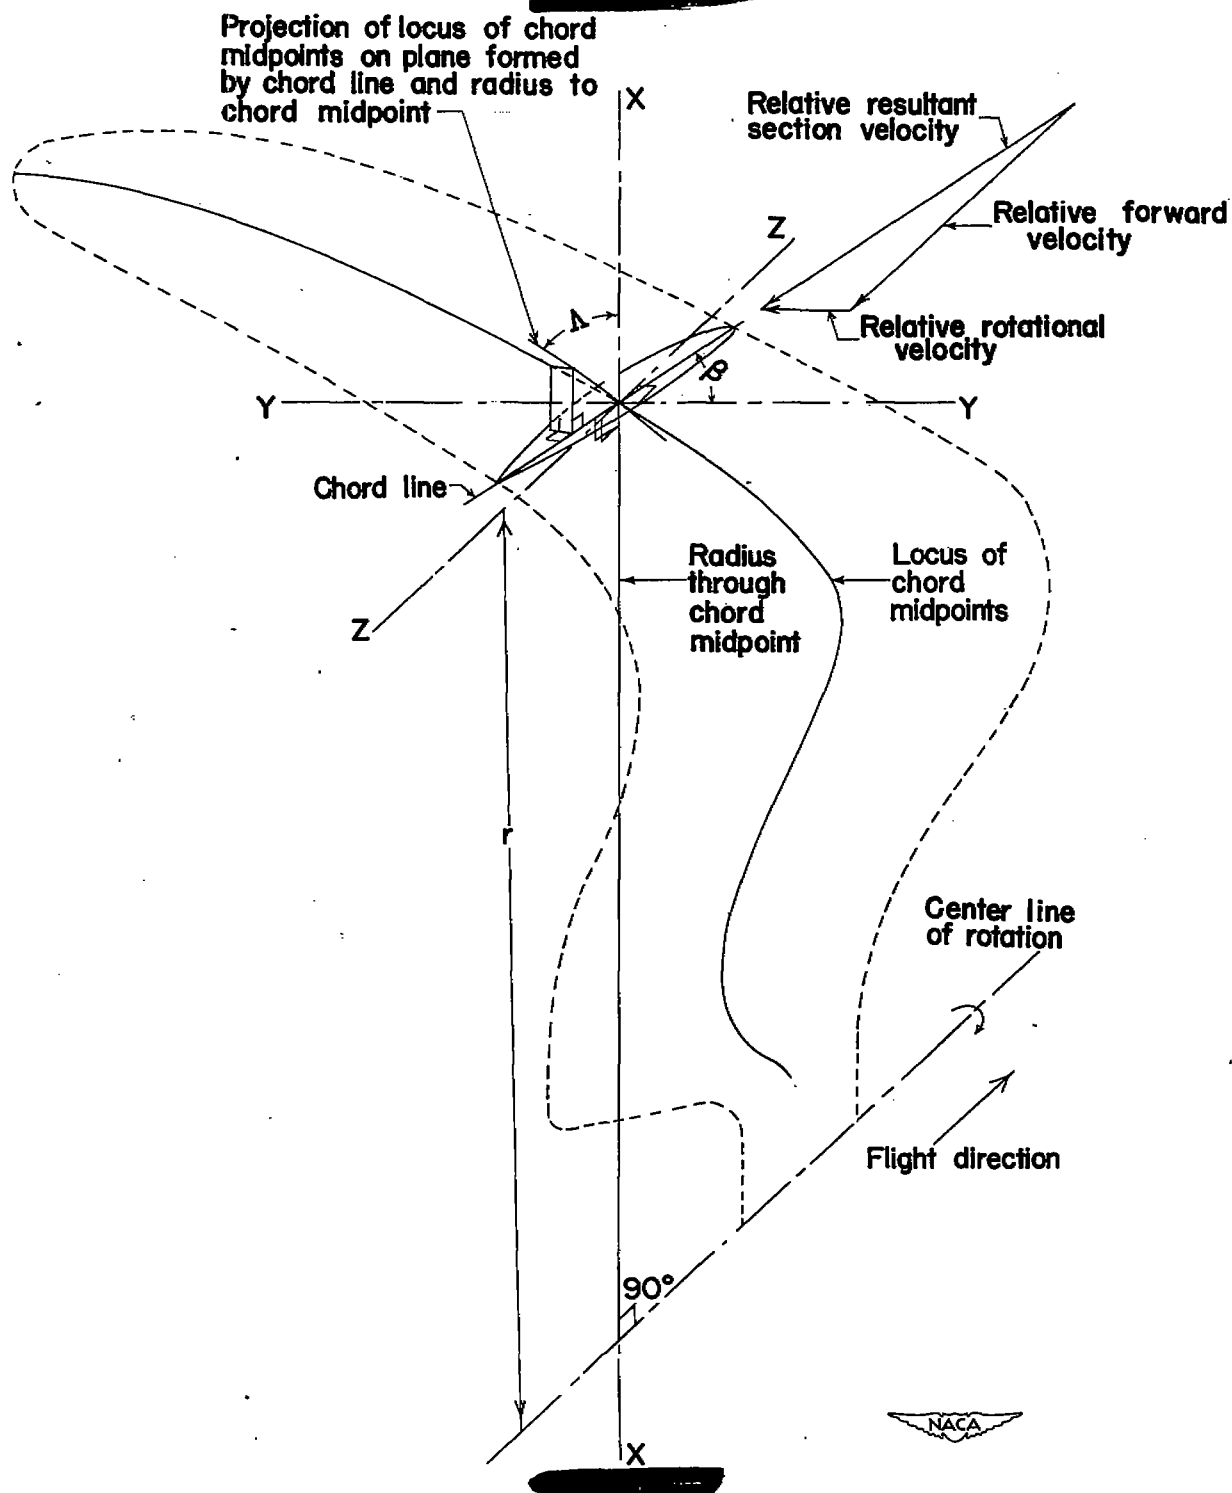 Projection of locus of chord
midpoints on plane formed
by chord line and radius to
chord midpoint
X
Relative resultant
section velocity
Z
Relative forward
velocity
Λ
Relative rotational
velocity
β
Y
Y
Chord line
Radius
through
chord
midpoint
Locus of
chord
midpoints
Z
r
Center line
of rotation
Flight direction
90°
NACA
X